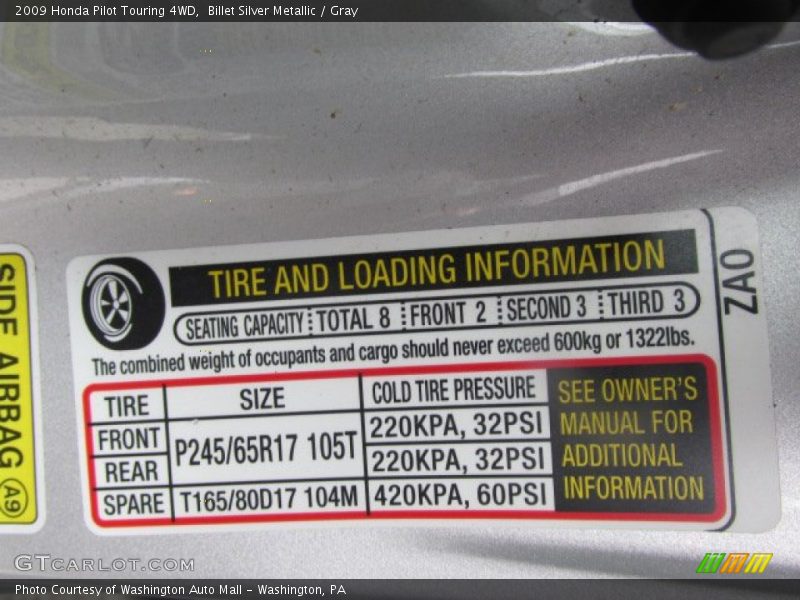 2009 Honda Pilot Touring 4WD, Billet Silver Metallic / Gray
TIRE AND LOADING INFORMATION
SEATING CAPACITY TOTAL 8 FRONT 2 SECOND 3 THIRD 3
The combined weight of occupants and cargo should never exceed 600kg or 1322lbs.
TIRE SIZE COLD TIRE PRESSURE
FRONT P245/65R17 105T 220KPA, 32PSI
REAR 220KPA, 32PSI
SPARE T165/80D17 104M 420KPA, 60PSI
SEE OWNER'S
MANUAL FOR
ADDITIONAL
INFORMATION
ZA0
SIDE AIRBAG A9
GTCARLOT.COM
Photo Courtesy of Washington Auto Mall - Washington, PA